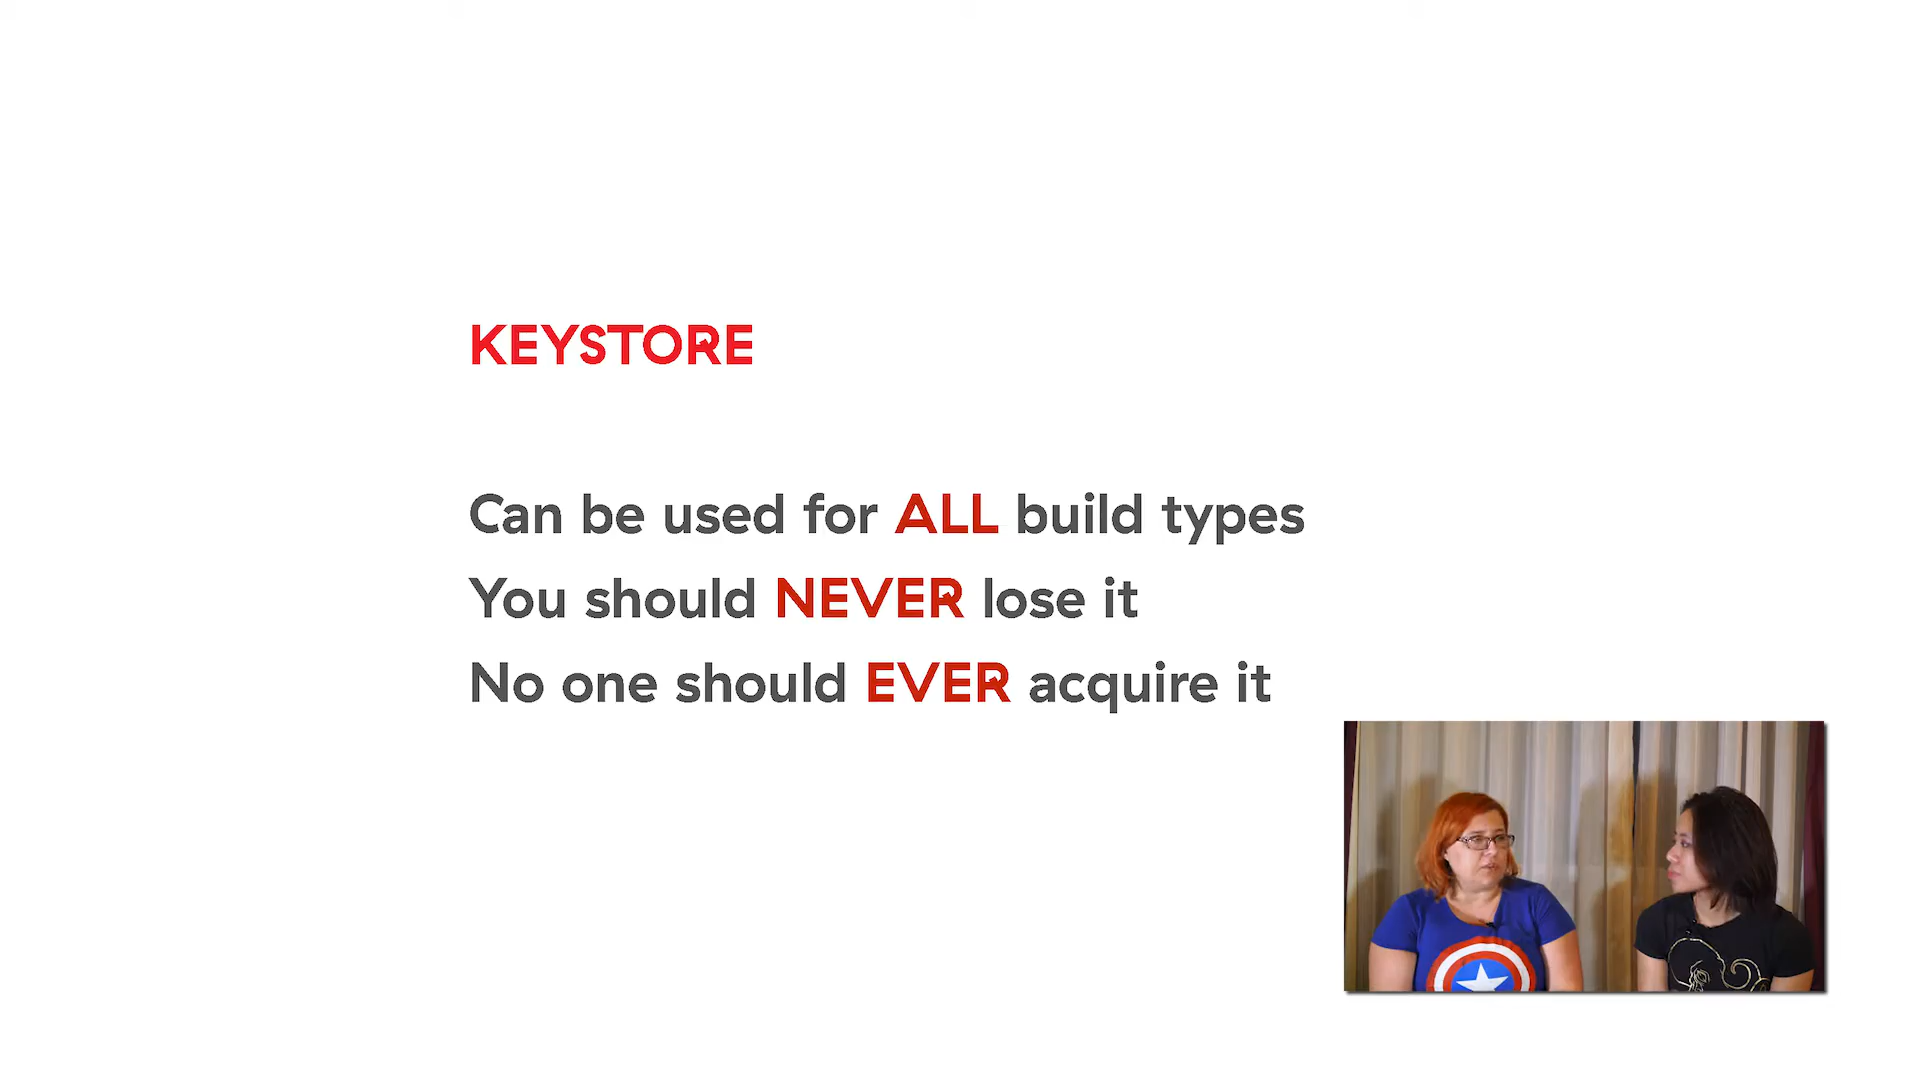 KEYSTORE
Can be used for ALL build types
You should NEVER lose it
No one should EVER acquire it